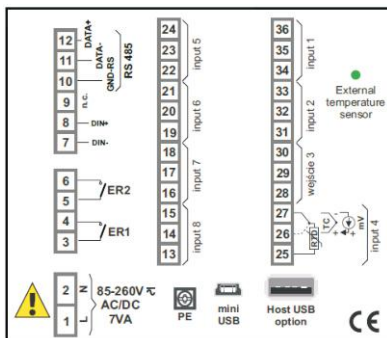 12
DATA+
11
DATA-
10
GND-RS
RS 485
9
n.c.
8
DIN+
7
DIN-
6
5
ER2
4
3
ER1
2
N
1
L
85-260V
AC/DC
7VA
24
23
22
input 5
21
20
19
input 6
18
17
16
input 7
15
14
13
input 8
36
35
34
input 1
33
32
31
input 2
30
29
28
wejście 3
27
26
25
RTD
TC
- +
- +
mV
input 4
External
temperature
sensor
PE
mini
USB
Host USB
option
CE